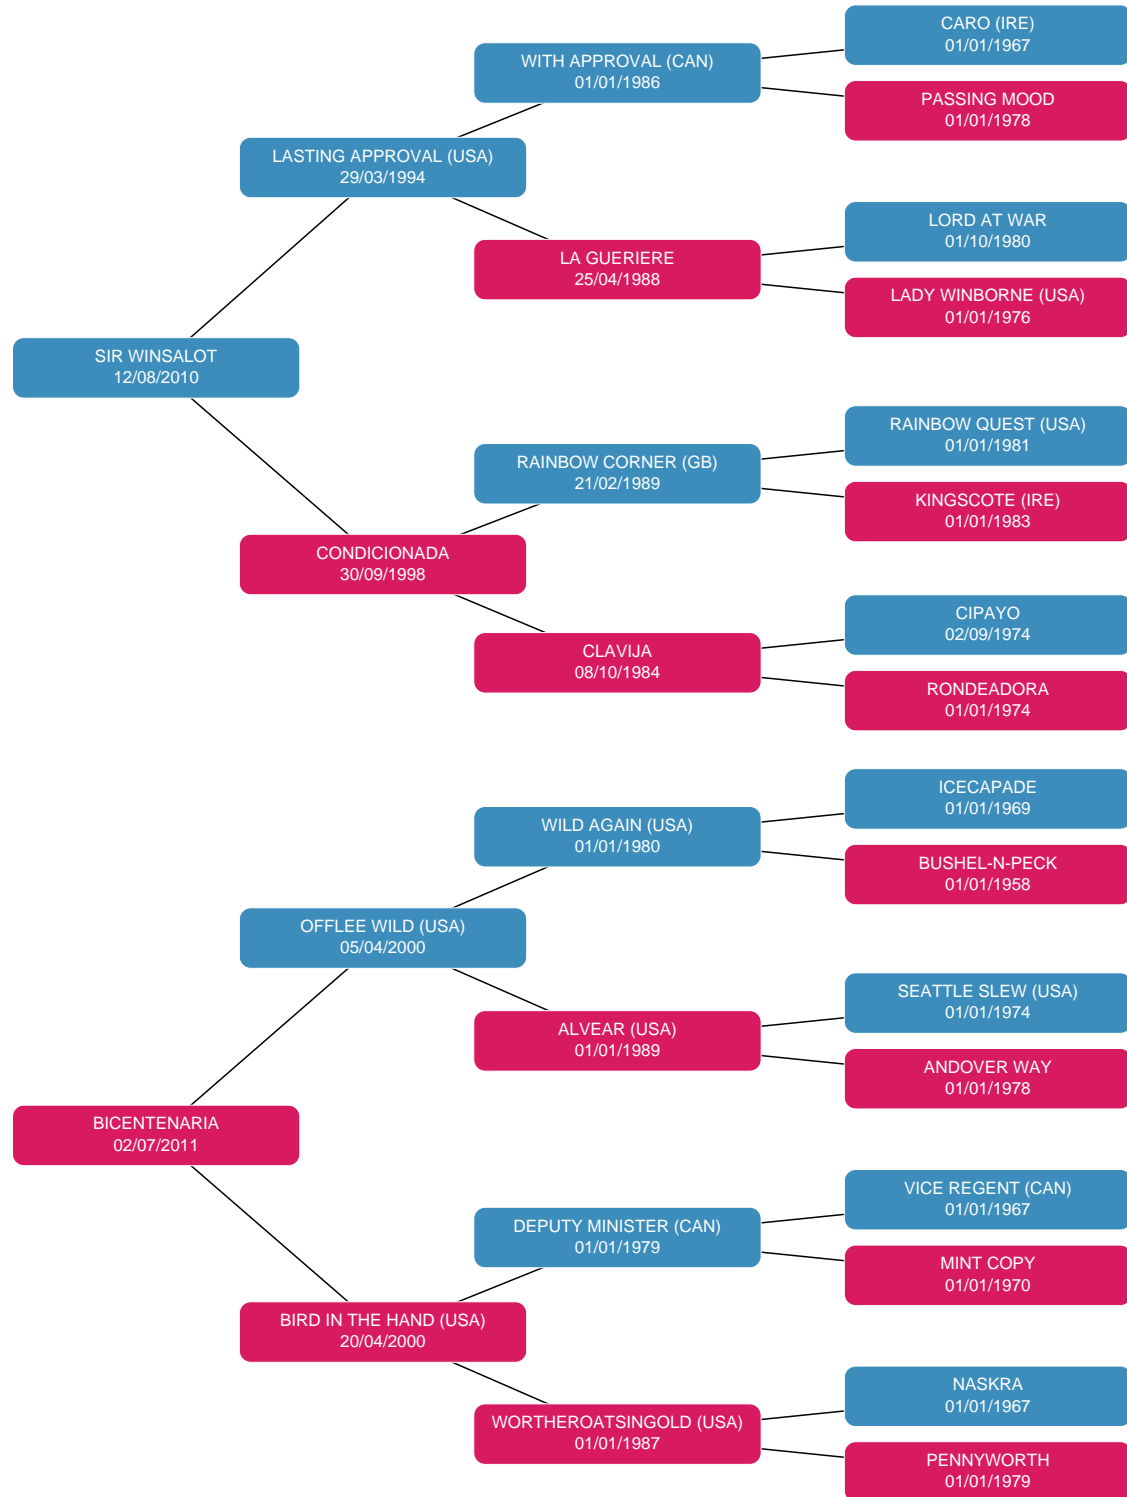 CARO (IRE)
01/01/1967
WITH APPROVAL (CAN)
01/01/1986
PASSING MOOD
01/01/1978
LASTING APPROVAL (USA)
29/03/1994
LORD AT WAR
01/10/1980
LA GUERIERE
25/04/1988
LADY WINBORNE (USA)
01/01/1976
SIR WINSALOT
12/08/2010
RAINBOW QUEST (USA)
01/01/1981
RAINBOW CORNER (GB)
21/02/1989
KINGSCOTE (IRE)
01/01/1983
CONDICIONADA
30/09/1998
CIPAYO
02/09/1974
CLAVIJA
08/10/1984
RONDEADORA
01/01/1974
ICECAPADE
01/01/1969
WILD AGAIN (USA)
01/01/1980
BUSHEL-N-PECK
01/01/1958
OFFLEE WILD (USA)
05/04/2000
SEATTLE SLEW (USA)
01/01/1974
ALVEAR (USA)
01/01/1989
ANDOVER WAY
01/01/1978
BICENTENARIA
02/07/2011
VICE REGENT (CAN)
01/01/1967
DEPUTY MINISTER (CAN)
01/01/1979
MINT COPY
01/01/1970
BIRD IN THE HAND (USA)
20/04/2000
NASKRA
01/01/1967
WORTHEROATSINGOLD (USA)
01/01/1987
PENNYWORTH
01/01/1979